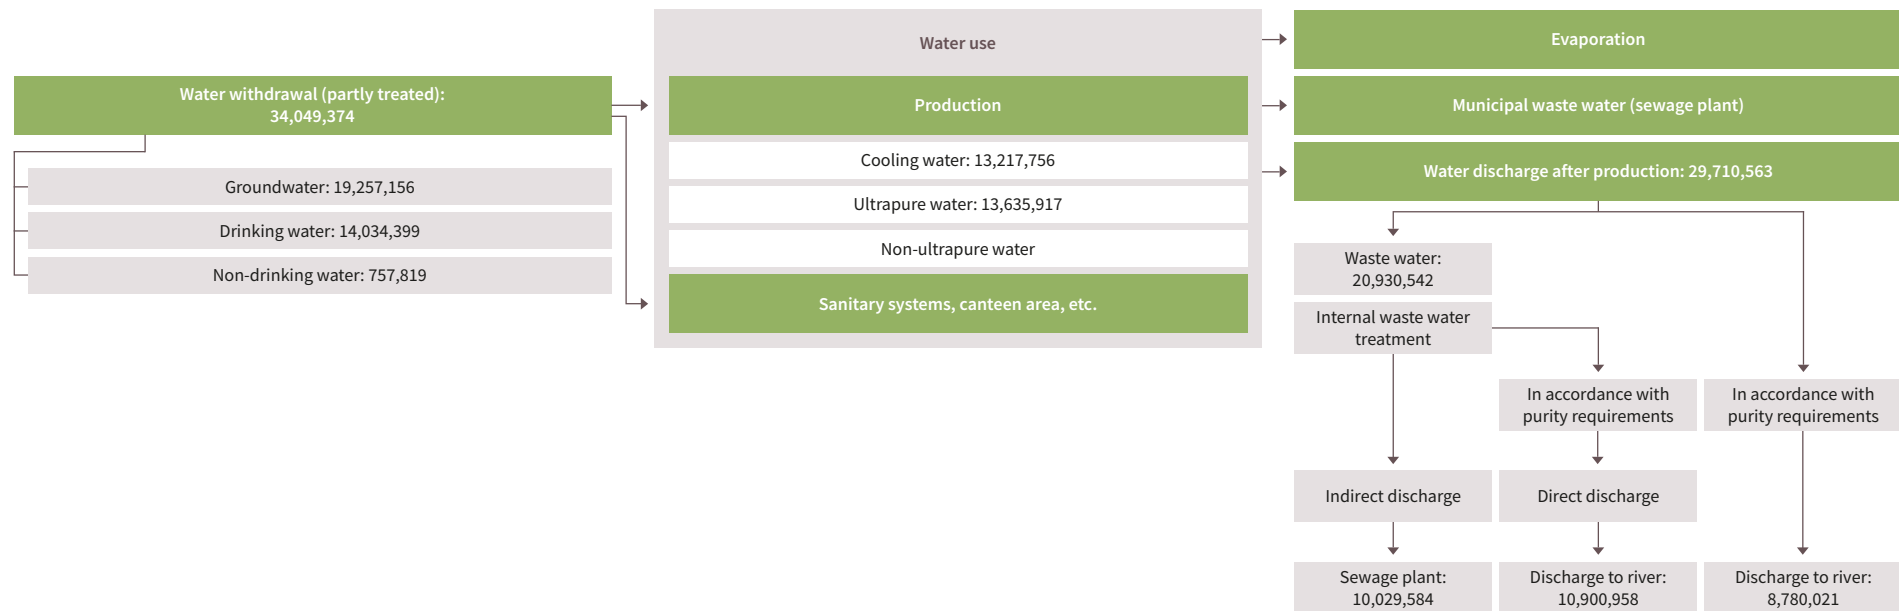 Water withdrawal (partly treated):
34,049,374
Groundwater: 19,257,156
Drinking water: 14,034,399
Non-drinking water: 757,819
Water use
Production
Cooling water: 13,217,756
Ultrapure water: 13,635,917
Non-ultrapure water
Sanitary systems, canteen area, etc.
Evaporation
Municipal waste water (sewage plant)
Water discharge after production: 29,710,563
Waste water:
20,930,542
Internal waste water
treatment
In accordance with
purity requirements
In accordance with
purity requirements
Indirect discharge
Direct discharge
Sewage plant:
10,029,584
Discharge to river:
10,900,958
Discharge to river:
8,780,021